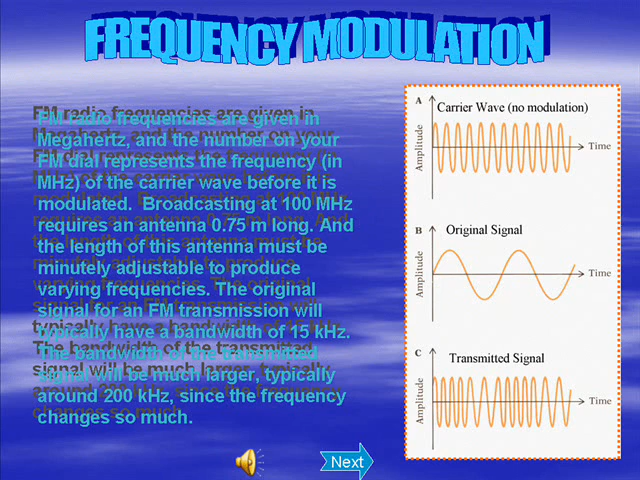 FREQUENCY MODULATION
FM radio frequencies are given in
Megahertz, and the number on your
FM dial represents the frequency (in
MHz) of the carrier wave before it is
modulated.  Broadcasting at 100 MHz
requires an antenna 0.75 m long. And
the length of this antenna must be
minutely adjustable to produce
varying frequencies. The original
signal for an FM transmission will
typically have a bandwidth of 15 kHz.
The bandwidth of the transmitted
signal will be much larger, typically
around 200 kHz, since the frequency
changes so much.
A
Carrier Wave (no modulation)
Amplitude
Time
B
Original Signal
Amplitude
Time
C
Transmitted Signal
Amplitude
Time
Next